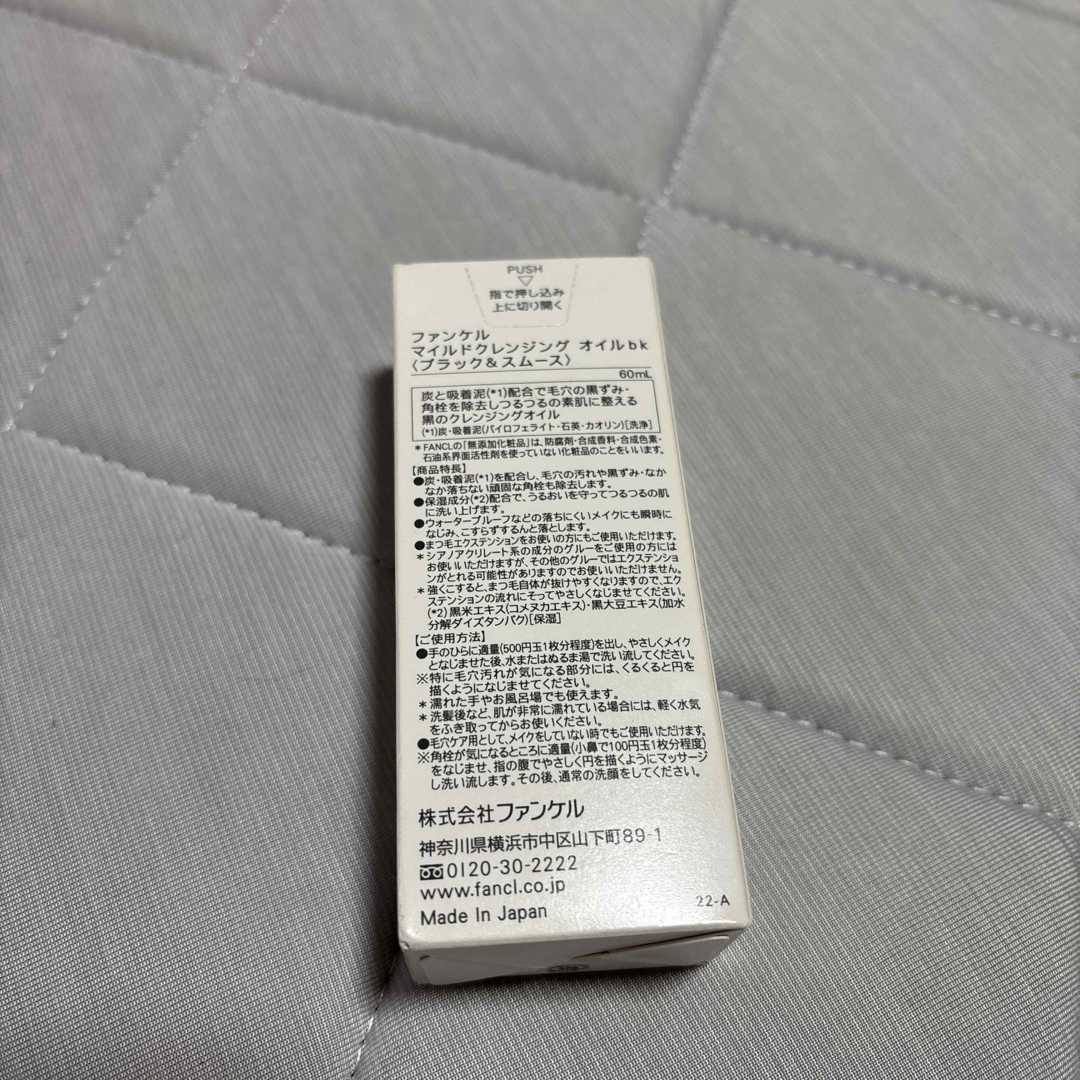 PUSH
指で押し込み
上に切り開く
ファンケル
マイルドクレンジング オイルbk
〈ブラック&スムース〉
60mL
炭と吸着泥(*1)配合で毛穴の黒ずみ・
角栓を除去しつるつるの素肌に整える
黒のクレンジングオイル
(*1)炭・吸着泥(パイロフェライト・石英・カオリン)[洗浄]
*FANCLの「無添加化粧品」は、防腐剤・合成香料・合成色素・
石油系界面活性剤を使っていない化粧品のことをいいます。
【商品特長】
●炭・吸着泥(*1)を配合し、毛穴の汚れや黒ずみ・なか
なか落ちない頑固な角栓も除去します。
●保湿成分(*2)配合で、うるおいを守ってつるつるの肌
に洗い上げます。
●ウォータープルーフなどの落ちにくいメイクにも瞬時に
なじみ、こすらずするんと落とします。
●まつ毛エクステンションをお使いの方にもご使用いただけます。
*シアノアクリレート系の成分のグルーをご使用の方には
お使いいただけますが、その他のグルーではエクステンショ
ンがとれる可能性がありますのでお使いいただけません。
*強くこすると、まつ毛自体が抜けやすくなりますので、エク
ステンションの流れにそってやさしくなじませてください。
(*2)黒米エキス(コメヌカエキス)・黒大豆エキス(加水
分解ダイズタンパク)[保湿]
【ご使用方法】
●手のひらに適量(500円玉1枚分程度)を出し、やさしくメイク
となじませた後、水またはぬるま湯で洗い流してください。
※特に毛穴汚れが気になる部分には、くるくると円を
描くようになじませてください。
*濡れた手やお風呂場でも使えます。
*洗髪後など、肌が非常に濡れている場合には、軽く水気
をふき取ってからお使いください。
●毛穴ケア用として、メイクをしていない時でもご使用いただけます。
※角栓が気になるところに適量(小鼻で100円玉1枚分程度)
をなじませ、指の腹でやさしく円を描くようにマッサージ
し洗い流します。その後、通常の洗顔をしてください。
株式会社ファンケル
神奈川県横浜市中区山下町89-1
0120-30-2222
www.fancl.co.jp
Made In Japan
22-A